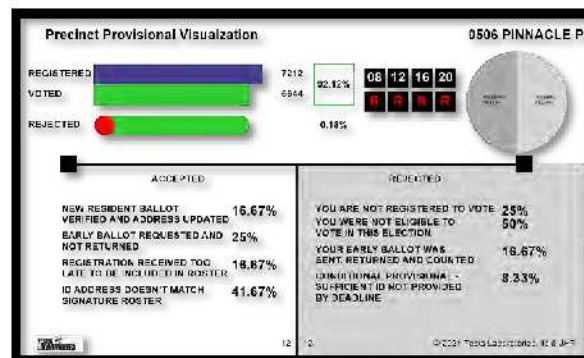 Precinct Provisional Visualzation
0506 PINNACLE P
REGISTERED 7212
VOTED
92.12%
08 12 16 20
R R R R
REJECTED 0.18%
ACCEPTED
NEW RESIDENT BALLOT
VERIFIED AND ADDRESS UPDATED 16.67%
EARLY BALLOT REQUESTED AND
NOT RETURNED 25%
REGISTRATION RECEIVED TOO
LATE TO BE INCLUDED IN ROSTER 16.67%
ID ADDRESS DOESN'T MATCH
SIGNATURE ROSTER 41.67%
REJECTED
YOU ARE NOT REGISTERED TO VOTE 25%
YOU WERE NOT ELIGIBLE TO
VOTE IN THIS ELECTION 50%
YOUR EARLY BALLOT WAS
SENT, RETURNED AND COUNTED 16.67%
CONDITIONAL PROVISIONAL -
SUFFICIENT ID NOT PROVIDED
BY DEADLINE 8.33%
12 12